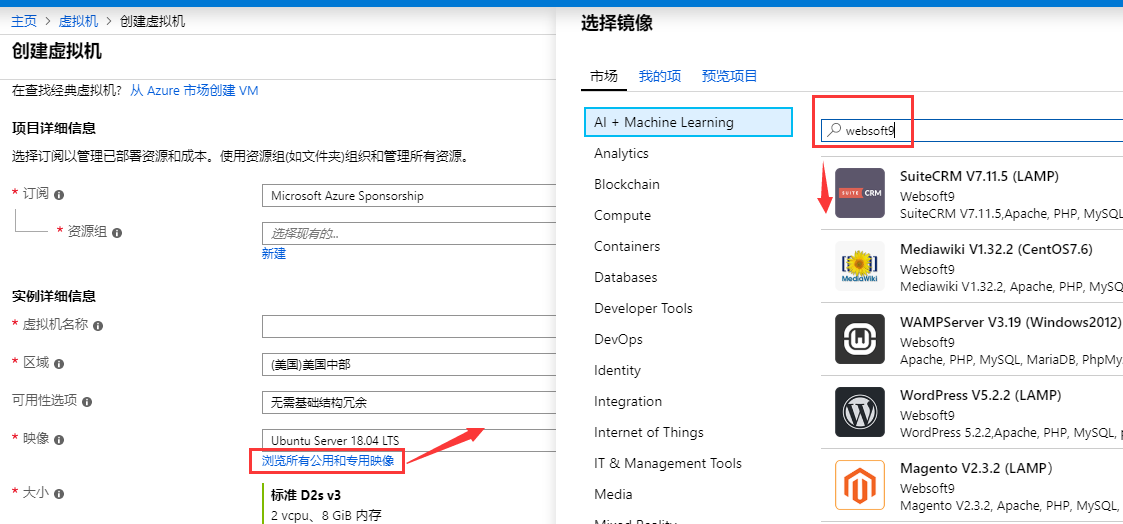 主页 > 虚拟机 > 创建虚拟机
创建虚拟机
在查找经典虚拟机? 从 Azure 市场创建 VM
项目详细信息
选择订阅以管理已部署资源和成本。使用资源组(如文件夹)组织和管理所有资源。
* 订阅
Microsoft Azure Sponsorship
* 资源组
选择现有的...
新建
实例详细信息
* 虚拟机名称
* 区域
(美国)美国中部
可用性选项
无需基础结构冗余
* 映像
Ubuntu Server 18.04 LTS
浏览所有公用和专用映像
* 大小
标准 D2s v3
2 vcpu、8 GiB 内存
选择镜像
市场 我的项 预览项目
AI + Machine Learning
Analytics
Blockchain
Compute
Containers
Databases
Developer Tools
DevOps
Identity
Integration
Internet of Things
IT & Management Tools
Media
Mixed Reality
websoft9
SUITE CRM
SuiteCRM V7.11.5 (LAMP)
Websoft9
SuiteCRM V7.11.5,Apache, PHP, MySQL
MediaWiki
Mediawiki V1.32.2 (CentOS7.6)
Websoft9
Mediawiki V1.32.2, Apache, PHP, MySQ
WAMPServer V3.19 (Windows2012)
Websoft9
Apache, PHP, MySQL, MariaDB, PhpMy
WordPress V5.2.2 (LAMP)
Websoft9
WordPress 5.2.2,Apache, PHP, MySQL,
Magento V2.3.2 (LAMP)
Websoft9
Magento V2.3.2, Apache, PHP, MySQL